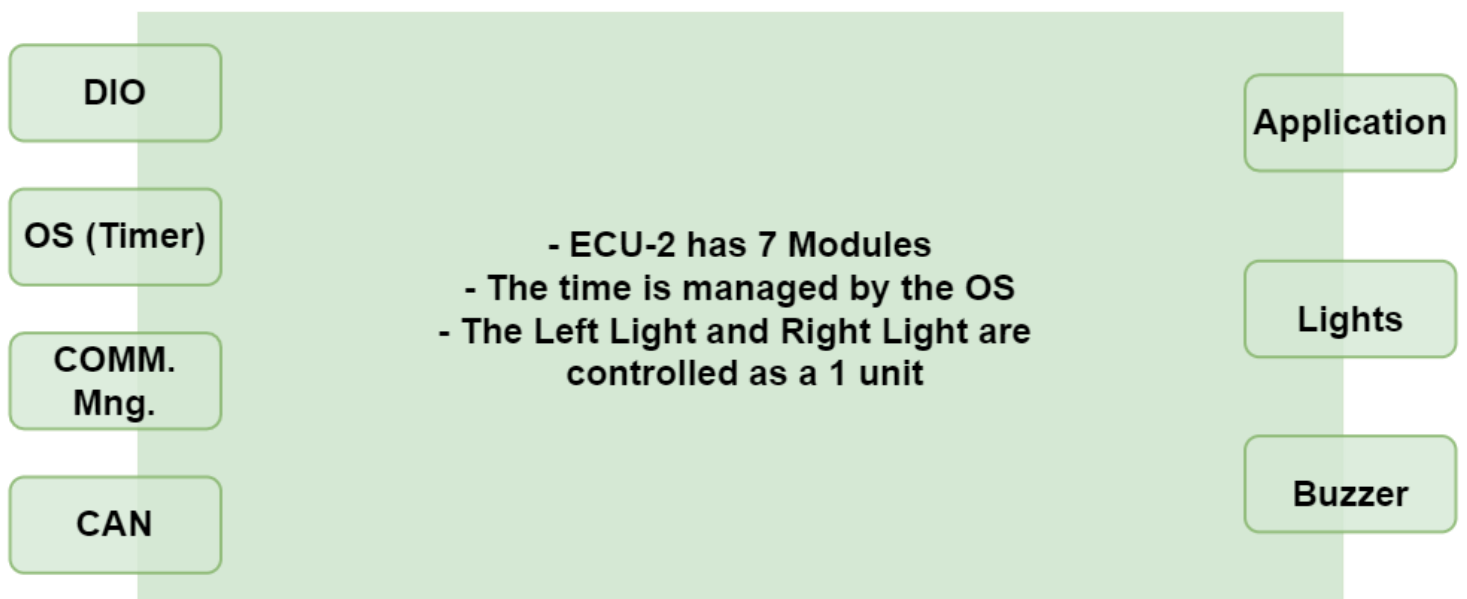 DIO
OS (Timer)
COMM.
Mng.
CAN
- ECU-2 has 7 Modules
- The time is managed by the OS
- The Left Light and Right Light are
controlled as a 1 unit
Application
Lights
Buzzer